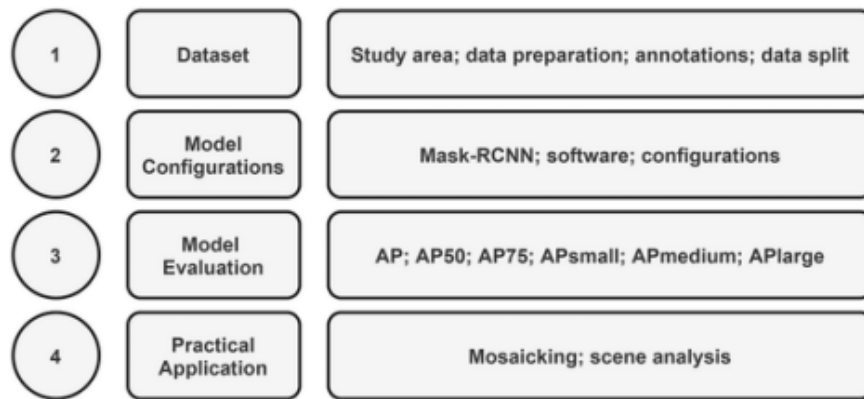 1
Dataset
Study area; data preparation; annotations; data split
2
Model
Configurations
Mask-RCNN; software; configurations
3
Model
Evaluation
AP; AP50; AP75; APsmall; APmedium; APlarge
4
Practical
Application
Mosaicking; scene analysis